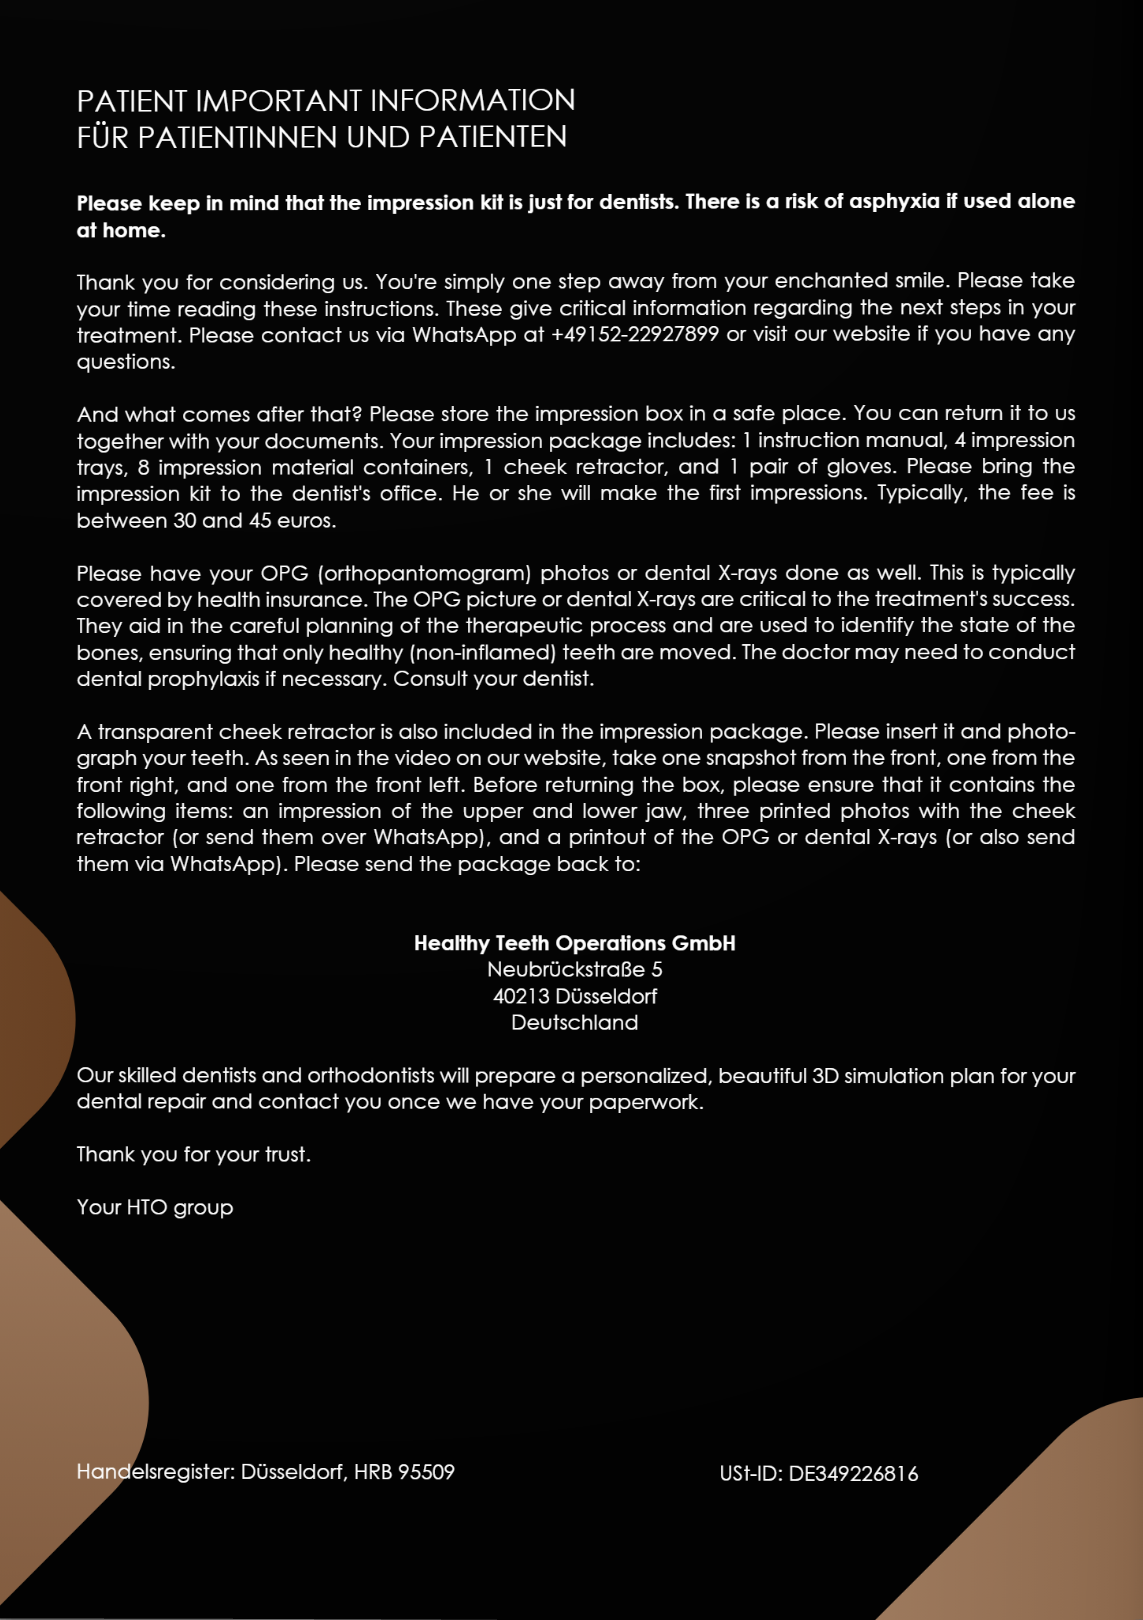 PATIENT IMPORTANT INFORMATION
FÜR PATIENTINNEN UND PATIENTEN
Please keep in mind that the impression kit is just for dentists. There is a risk of asphyxia if used alone
at home.
Thank you for considering us. You're simply one step away from your enchanted smile. Please take
your time reading these instructions. These give critical information regarding the next steps in your
treatment. Please contact us via WhatsApp at +49152-22927899 or visit our website if you have any
questions.
And what comes after that? Please store the impression box in a safe place. You can return it to us
together with your documents. Your impression package includes: 1 instruction manual, 4 impression
trays, 8 impression material containers, 1 cheek retractor, and 1 pair of gloves. Please bring the
impression kit to the dentist's office. He or she will make the first impressions. Typically, the fee is
between 30 and 45 euros.
Please have your OPG (orthopantomogram) photos or dental X-rays done as well. This is typically
covered by health insurance. The OPG picture or dental X-rays are critical to the treatment's success.
They aid in the careful planning of the therapeutic process and are used to identify the state of the
bones, ensuring that only healthy (non-inflamed) teeth are moved. The doctor may need to conduct
dental prophylaxis if necessary. Consult your dentist.
A transparent cheek retractor is also included in the impression package. Please insert it and photo-
graph your teeth. As seen in the video on our website, take one snapshot from the front, one from the
front right, and one from the front left. Before returning the box, please ensure that it contains the
following items: an impression of the upper and lower jaw, three printed photos with the cheek
retractor (or send them over WhatsApp), and a printout of the OPG or dental X-rays (or also send
them via WhatsApp). Please send the package back to:
Healthy Teeth Operations GmbH
Neubrückstraße 5
40213 Düsseldorf
Deutschland
Our skilled dentists and orthodontists will prepare a personalized, beautiful 3D simulation plan for your
dental repair and contact you once we have your paperwork.
Thank you for your trust.
Your HTO group
Handelsregister: Düsseldorf, HRB 95509
USt-ID: DE349226816